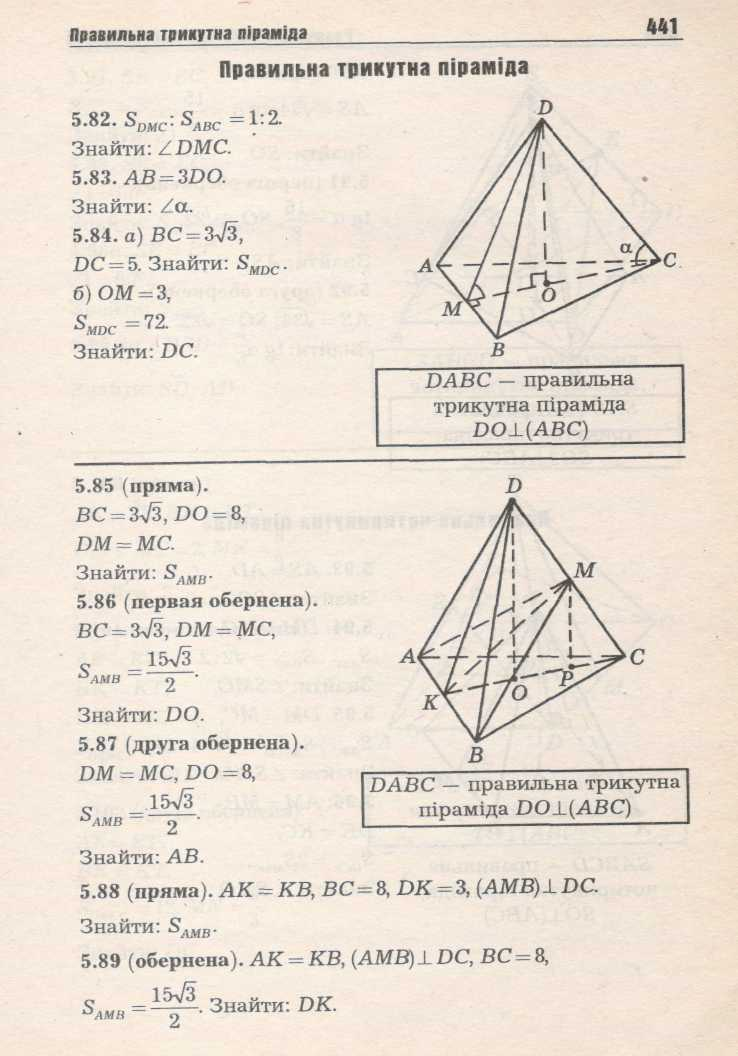 Правильна трикутна піраміда 441
Правильна трикутна піраміда
5.82. S_DMC : S_ABC = 1:2.
Знайти: ∠DMC.
5.83. AB = 3DO.
Знайти: ∠α.
5.84. а) BC = 3√3,
DC = 5. Знайти: S_MDC.
б) OM = 3,
S_MDC = 72.
Знайти: DC.
D
A
α
C
M
O
B
DABC — правильна
трикутна піраміда
DO⊥(ABC)
5.85 (пряма).
BC = 3√3, DO = 8,
DM = MC.
Знайти: S_AMB.
5.86 (первая обернена).
BC = 3√3, DM = MC,
S_AMB = 15√3/2.
Знайти: DO.
5.87 (друга обернена).
DM = MC, DO = 8,
S_AMB = 15√3/2.
Знайти: AB.
D
M
A
C
K
O
P
B
DABC — правильна трикутна
піраміда DO⊥(ABC)
5.88 (пряма). AK = KB, BC = 8, DK = 3, (AMB)⊥DC.
Знайти: S_AMB.
5.89 (обернена). AK = KB, (AMB)⊥DC, BC = 8,
S_AMB = 15√3/2. Знайти: DK.